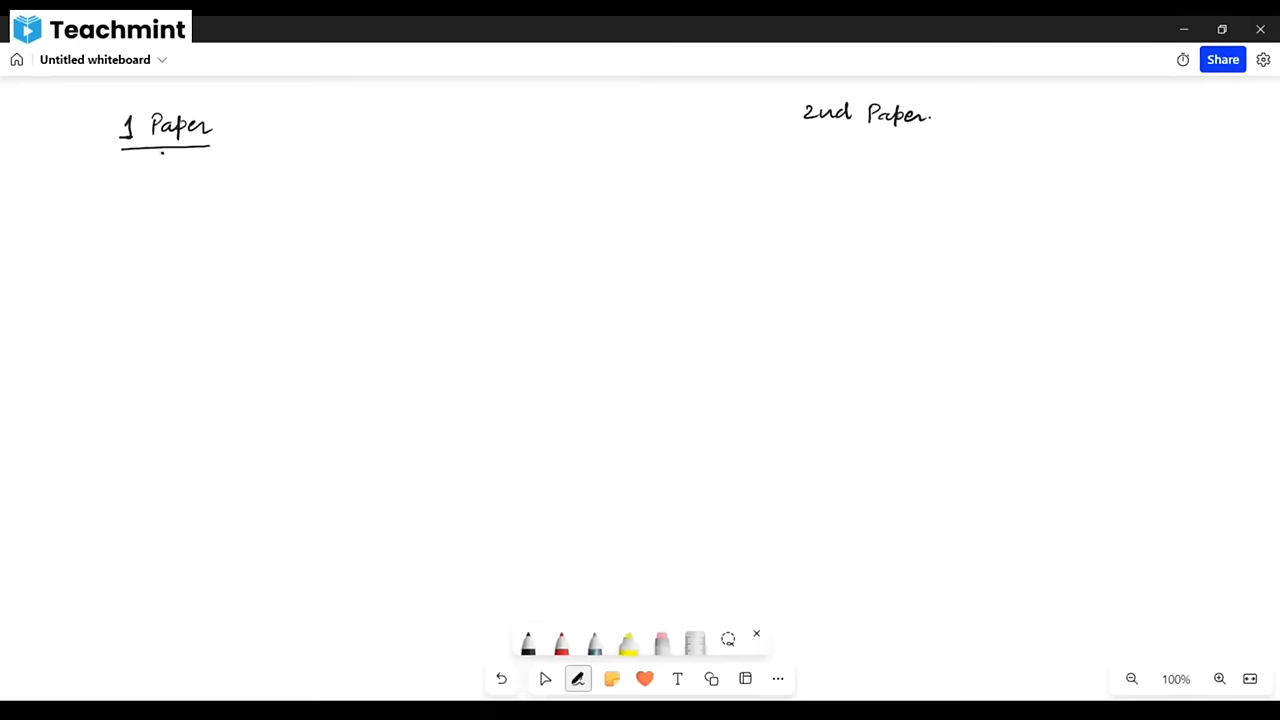 Teachmint
Untitled whiteboard
Share
1 Paper
2nd Paper.
100%